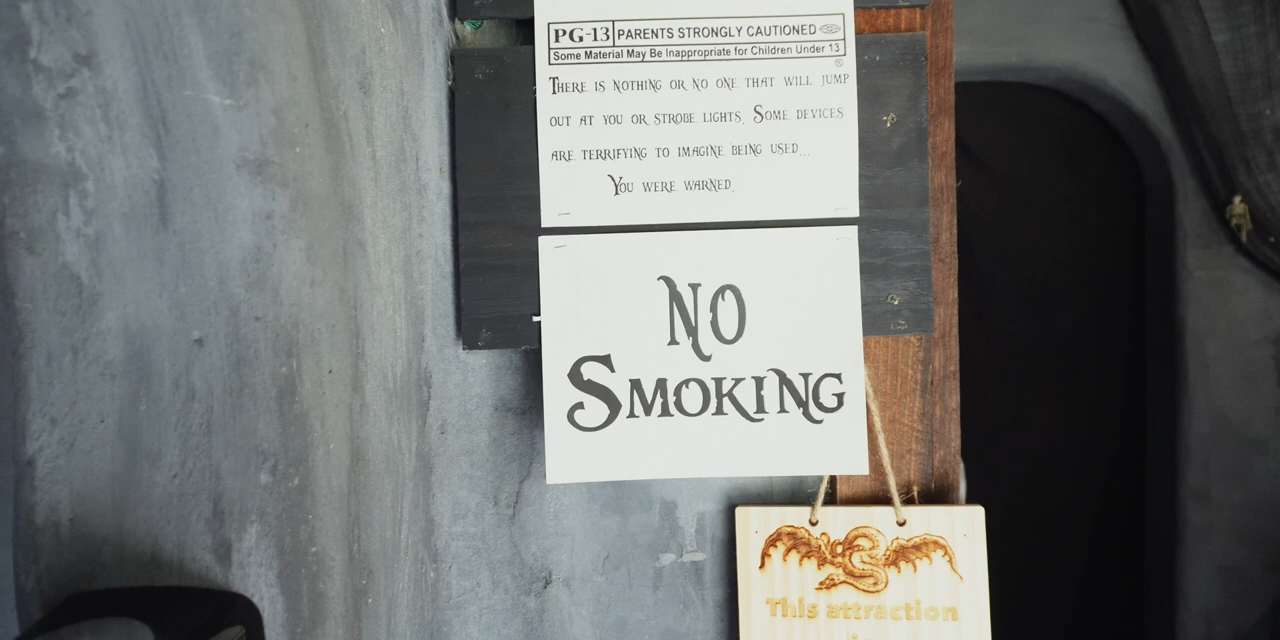 PG-13 PARENTS STRONGLY CAUTIONED
Some Material May Be Inappropriate for Children Under 13
®
There is nothing or no one that will jump
out at you or strobe lights. Some devices
are terrifying to imagine being used...
You were warned.
No
Smoking
This attraction